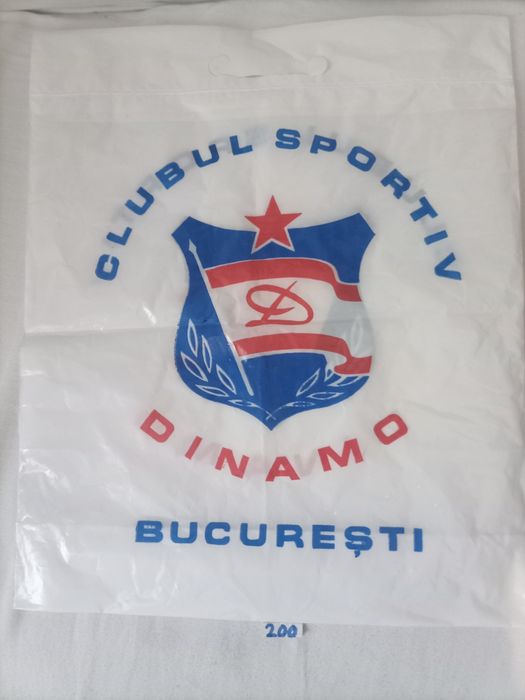 CLUBUL SPORTIV
D
DINAMO
BUCUREȘTI
200